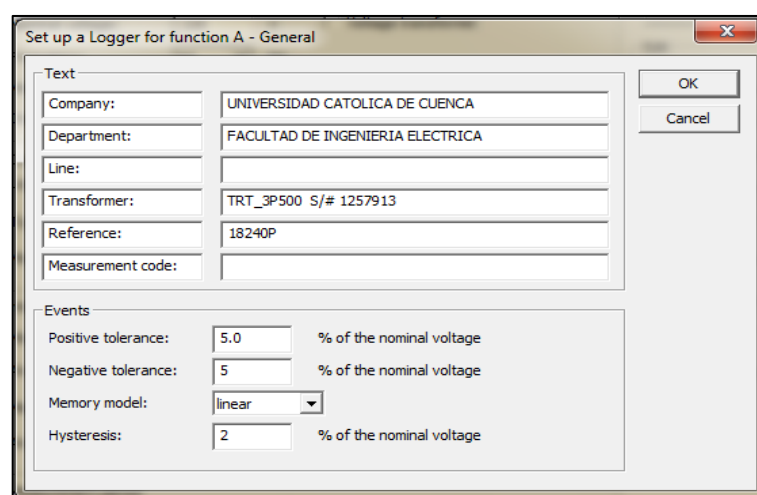 Set up a Logger for function A - General
Text
Company: UNIVERSIDAD CATOLICA DE CUENCA
Department: FACULTAD DE INGENIERIA ELECTRICA
Line:
Transformer: TRT_3P500 S/# 1257913
Reference: 18240P
Measurement code:
OK
Cancel
Events
Positive tolerance: 5.0 % of the nominal voltage
Negative tolerance: 5 % of the nominal voltage
Memory model: linear
Hysteresis: 2 % of the nominal voltage